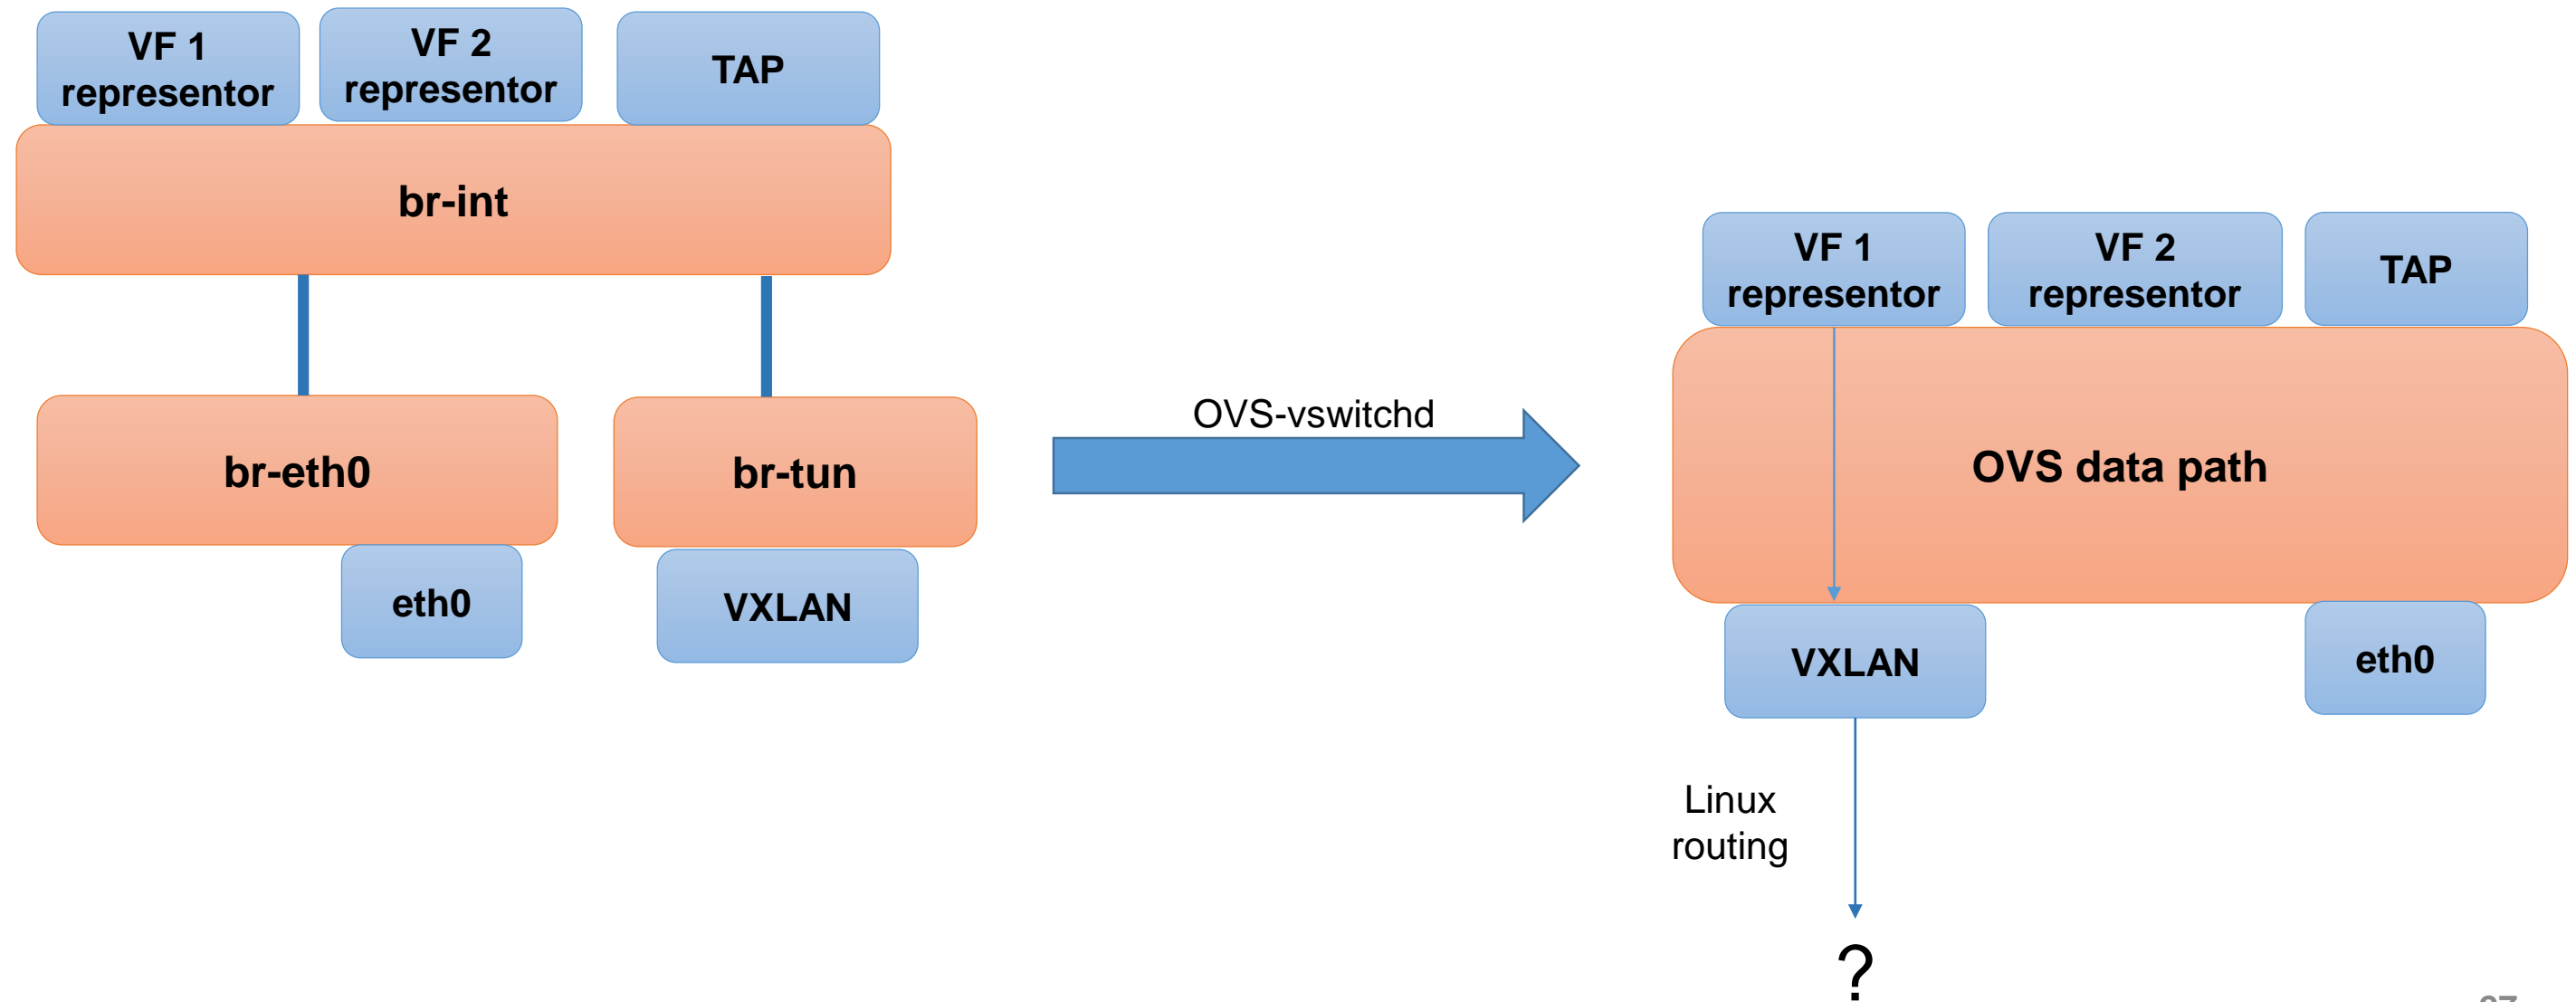 VF 1
representor
VF 2
representor
TAP
br-int
br-eth0
br-tun
eth0
VXLAN
OVS-vswitchd
VF 1
representor
VF 2
representor
TAP
OVS data path
VXLAN
eth0
Linux
routing
?